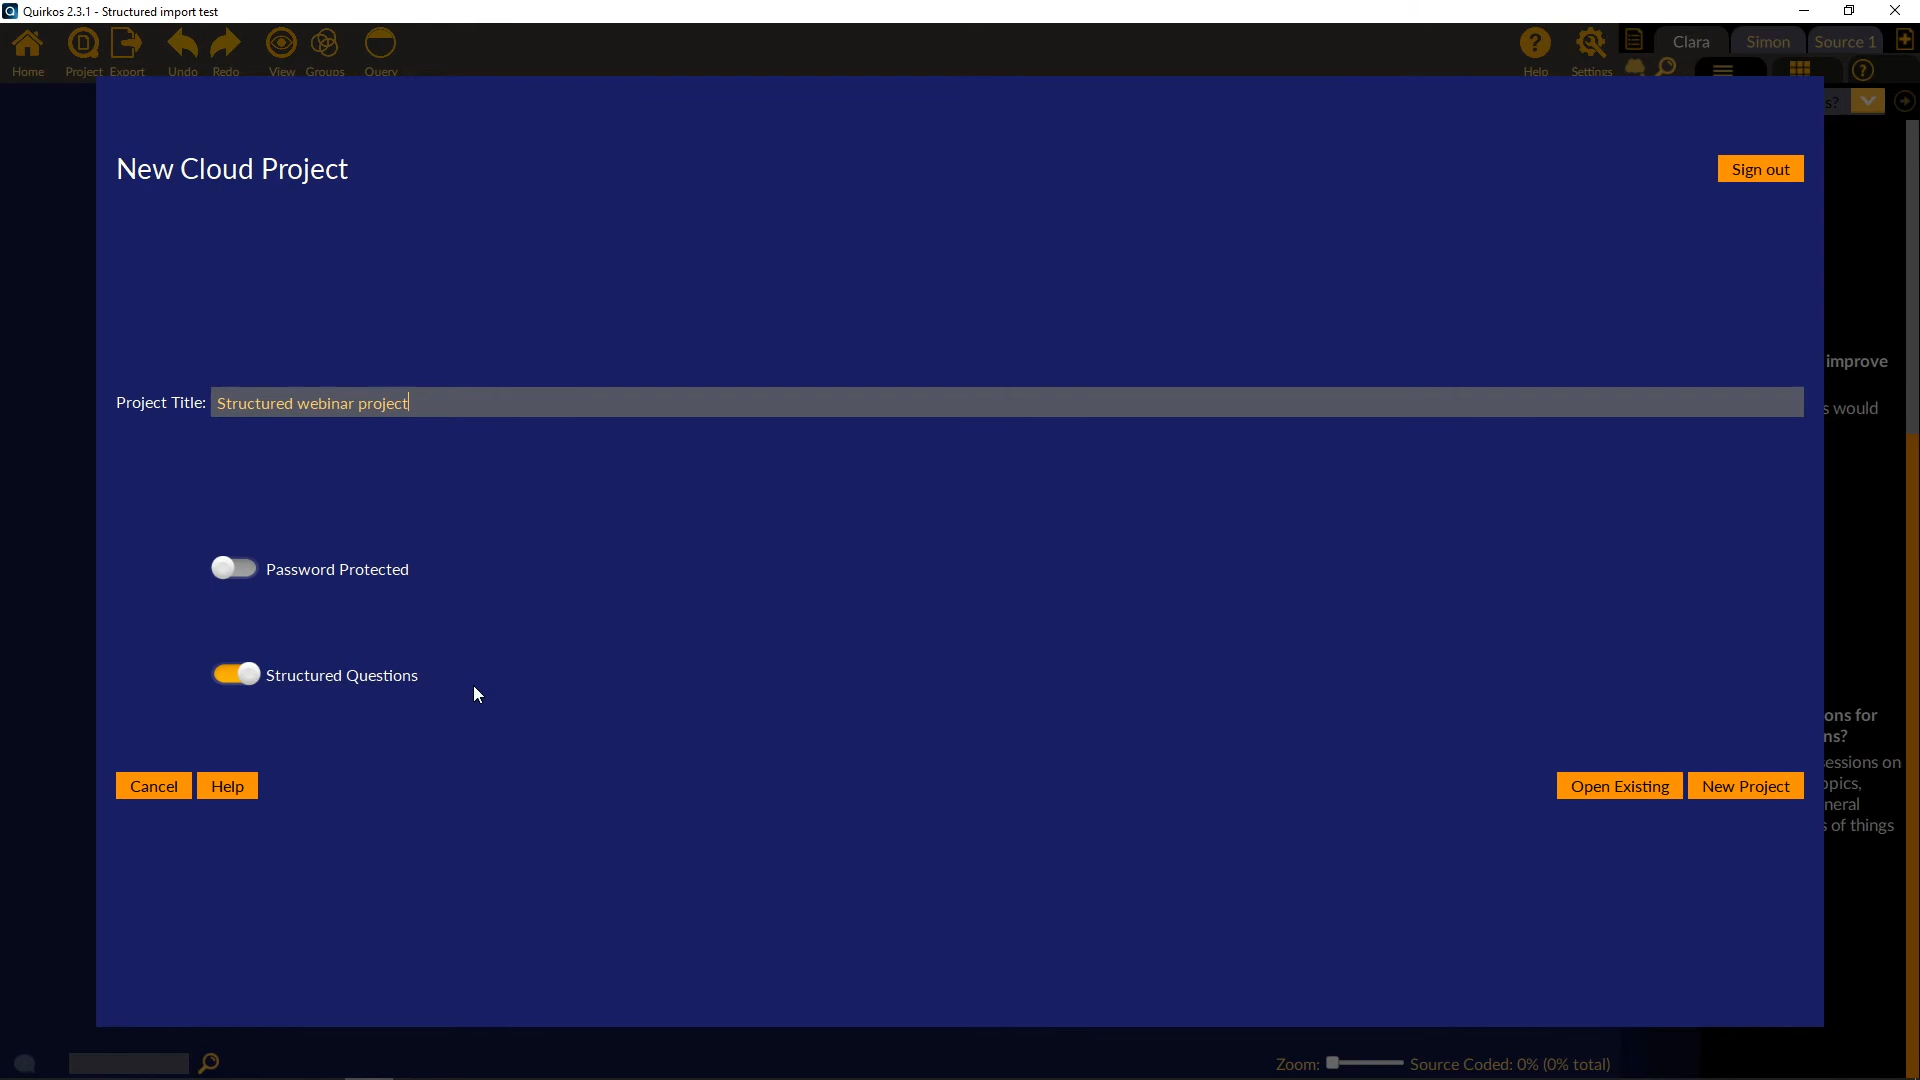 Quirkos 2.3.1 - Structured import test
Home Project Export Undo Redo View Groups Query Help Settings Clara Simon Source 1
s?
New Cloud Project
Sign out
improve
Project Title: Structured webinar project
s would
Password Protected
Structured Questions
ons for
ns?
essions on
opics,
neral
s of things
Cancel Help Open Existing New Project
Zoom: Source Coded: 0% (0% total)